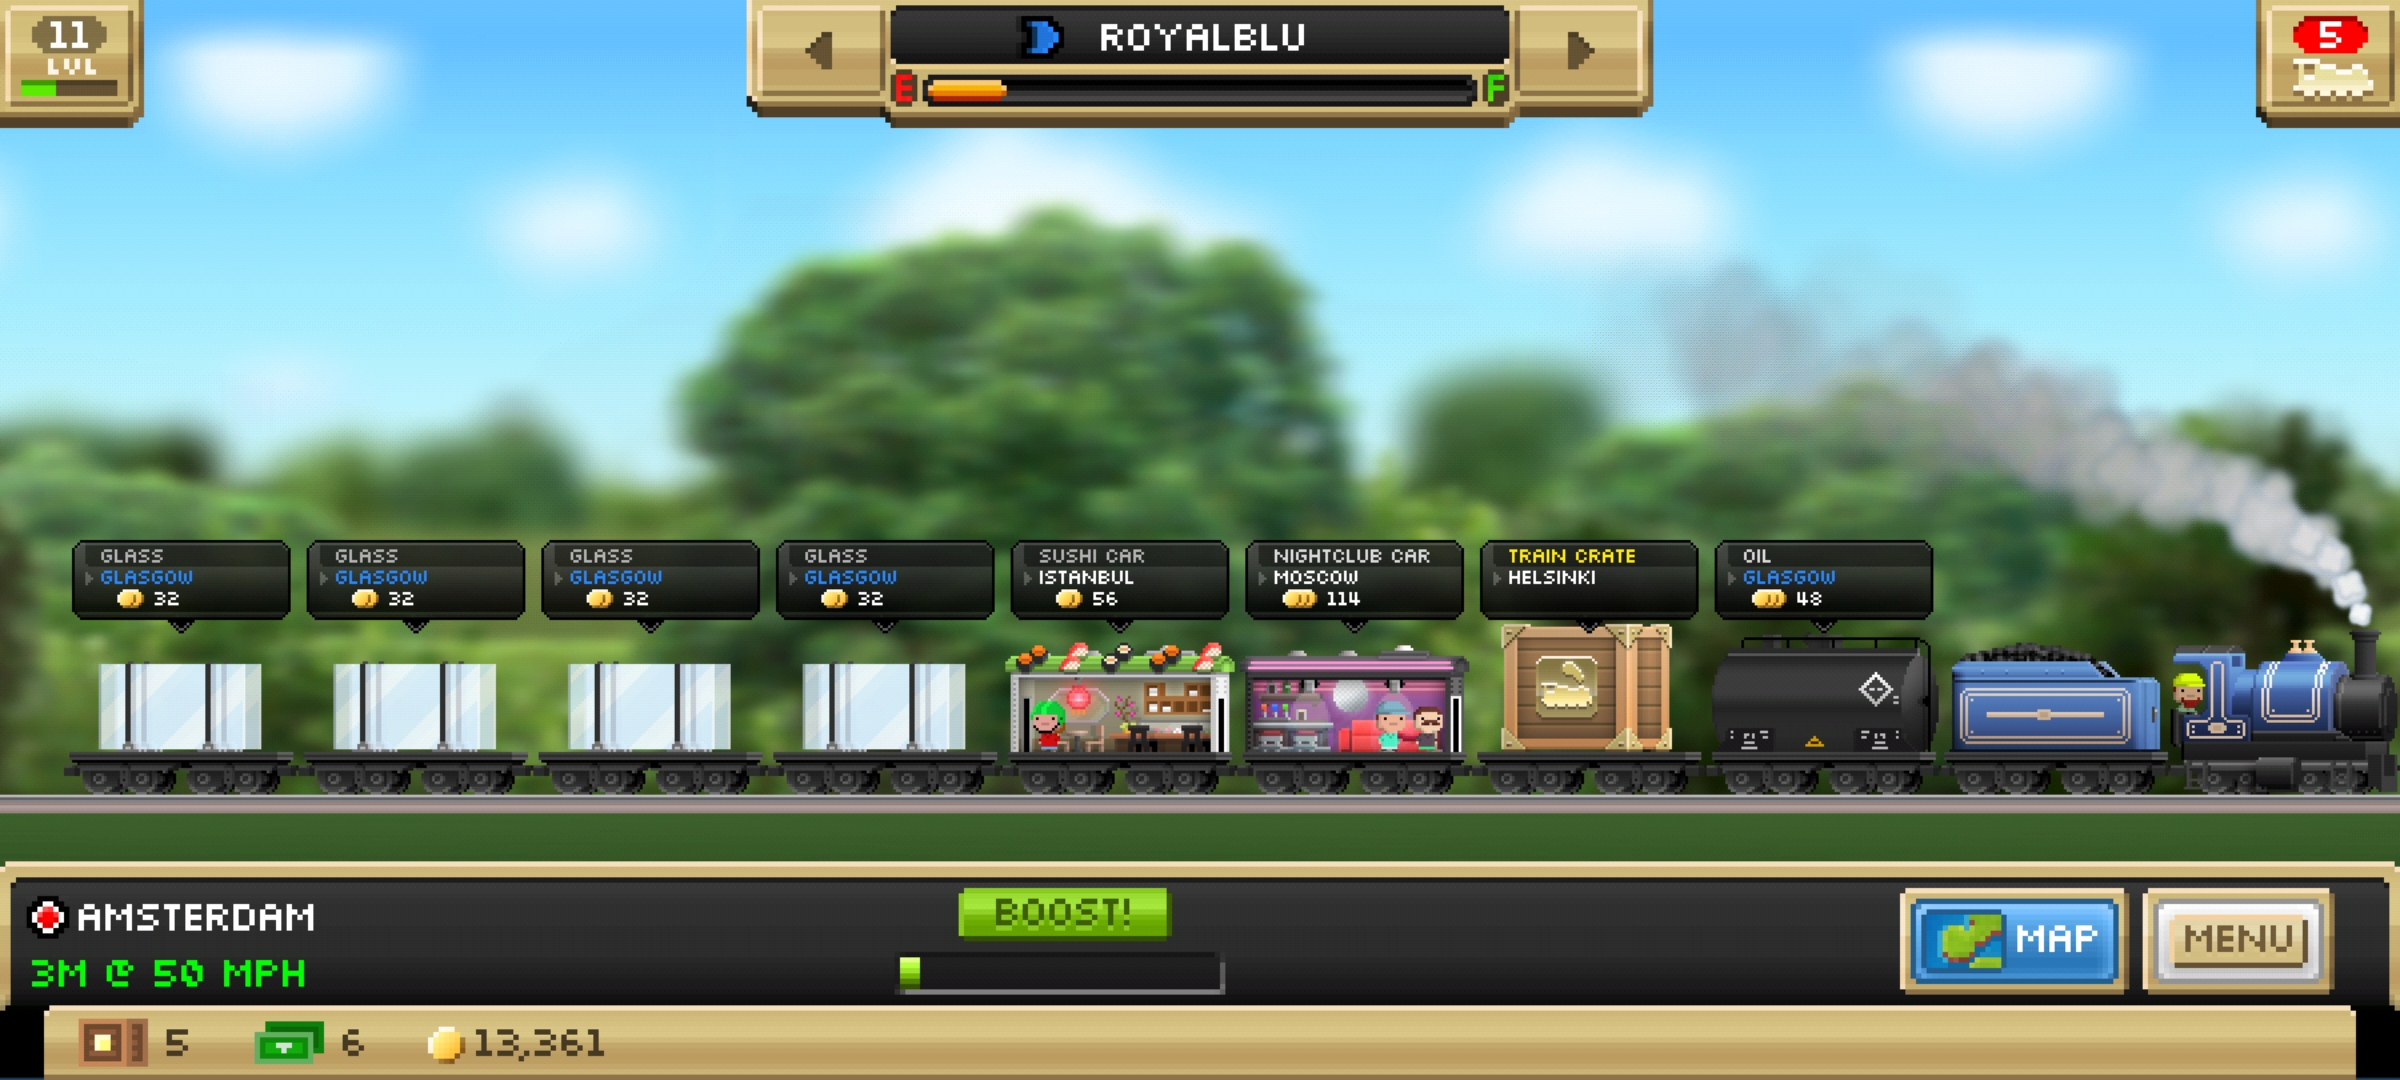 11
LVL
ROYALBLU
E
F
5
GLASS
GLASGOW
32
GLASS
GLASGOW
32
GLASS
GLASGOW
32
GLASS
GLASGOW
32
SUSHI CAR
ISTANBUL
56
NIGHTCLUB CAR
MOSCOW
114
TRAIN CRATE
HELSINKI
OIL
GLASGOW
48
AMSTERDAM
3M @ 50 MPH
BOOST!
MAP
MENU
5
6
13,361